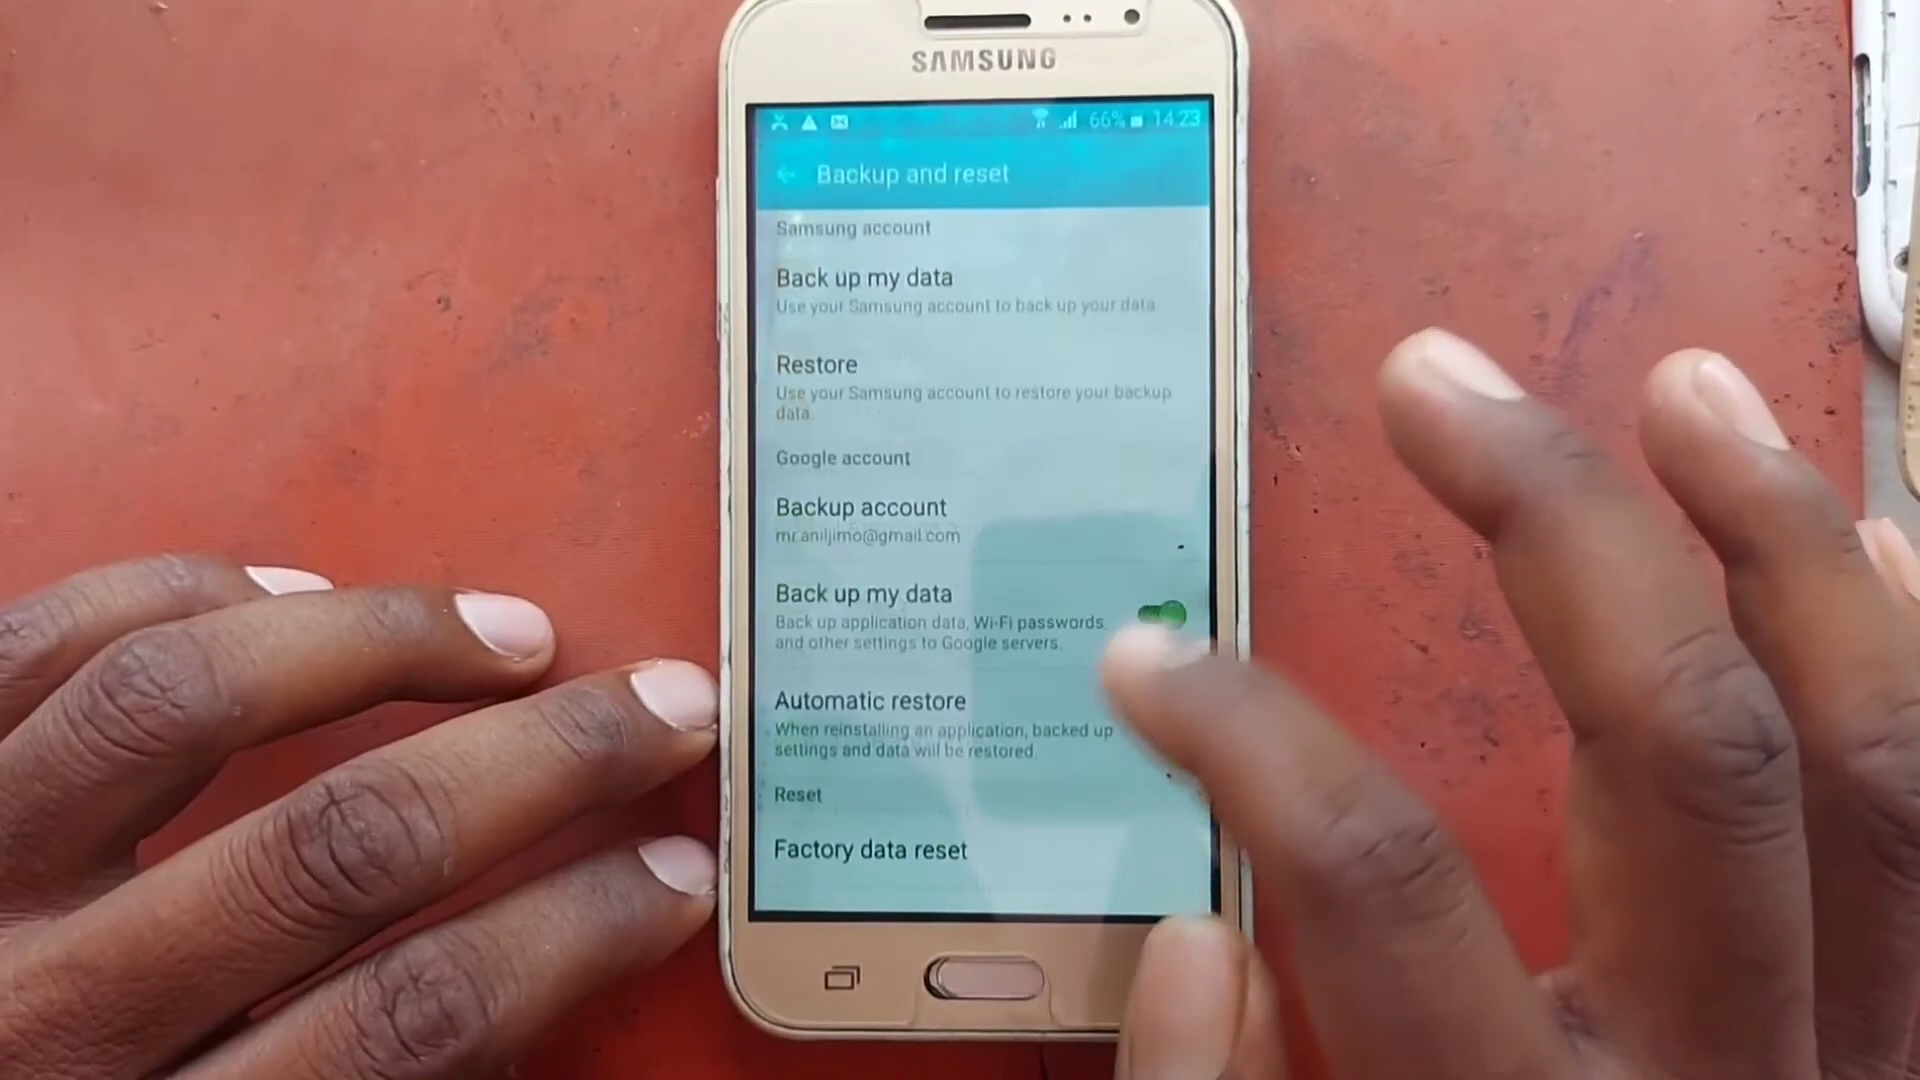 SAMSUNG
66% 14:23
Backup and reset
Samsung account
Back up my data
Use your Samsung account to back up your data.
Restore
Use your Samsung account to restore your backup
data.
Google account
Backup account
mr.aniljimo@gmail.com
Back up my data
Back up application data, Wi-Fi passwords,
and other settings to Google servers.
Automatic restore
When reinstalling an application, backed up
settings and data will be restored.
Reset
Factory data reset